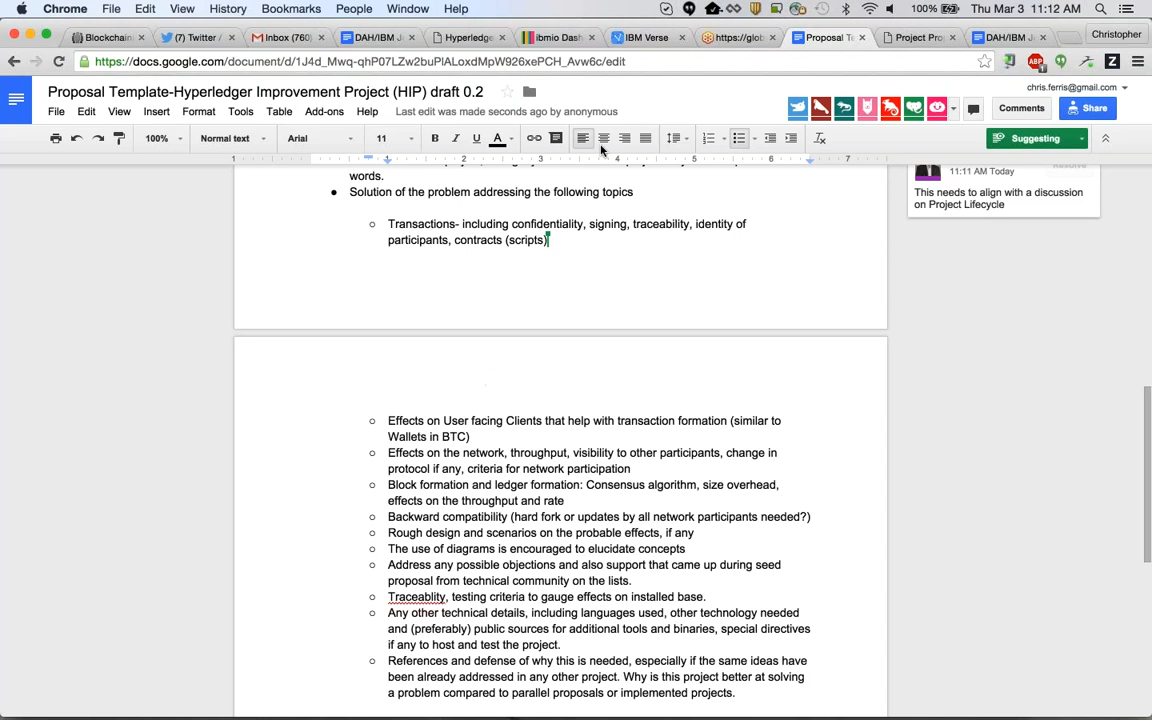 Chrome File Edit View History Bookmarks People Window Help 100% Thu Mar 3 11:12 AM
Blockchain (7) Twitter / Gmail Inbox (760) DAH/IBM J Hyperledge ibmio Dash IBM Verse https://glob Proposal Te Project Pro DAH/IBM J Christopher
https://docs.google.com/document/d/1J4d_Mwq-qhP07LZw2buPlALoxdMpW926xePCH_Avw6c/edit
chris.ferris@gmail.com
Proposal Template-Hyperledger Improvement Project (HIP) draft 0.2
File Edit View Insert Format Tools Table Add-ons Help Last edit was made seconds ago by anonymous
Comments Share
100% Normal text Arial 11 B I U A Suggesting
1 2 3 4 5 6 7
words.
Solution of the problem addressing the following topics
Transactions- including confidentiality, signing, traceability, identity of
participants, contracts (scripts)
11:11 AM Today
Resolve
This needs to align with a discussion
on Project Lifecycle
Effects on User facing Clients that help with transaction formation (similar to
Wallets in BTC)
Effects on the network, throughput, visibility to other participants, change in
protocol if any, criteria for network participation
Block formation and ledger formation: Consensus algorithm, size overhead,
effects on the throughput and rate
Backward compatibility (hard fork or updates by all network participants needed?)
Rough design and scenarios on the probable effects, if any
The use of diagrams is encouraged to elucidate concepts
Address any possible objections and also support that came up during seed
proposal from technical community on the lists.
Traceablity, testing criteria to gauge effects on installed base.
Any other technical details, including languages used, other technology needed
and (preferably) public sources for additional tools and binaries, special directives
if any to host and test the project.
References and defense of why this is needed, especially if the same ideas have
been already addressed in any other project. Why is this project better at solving
a problem compared to parallel proposals or implemented projects.